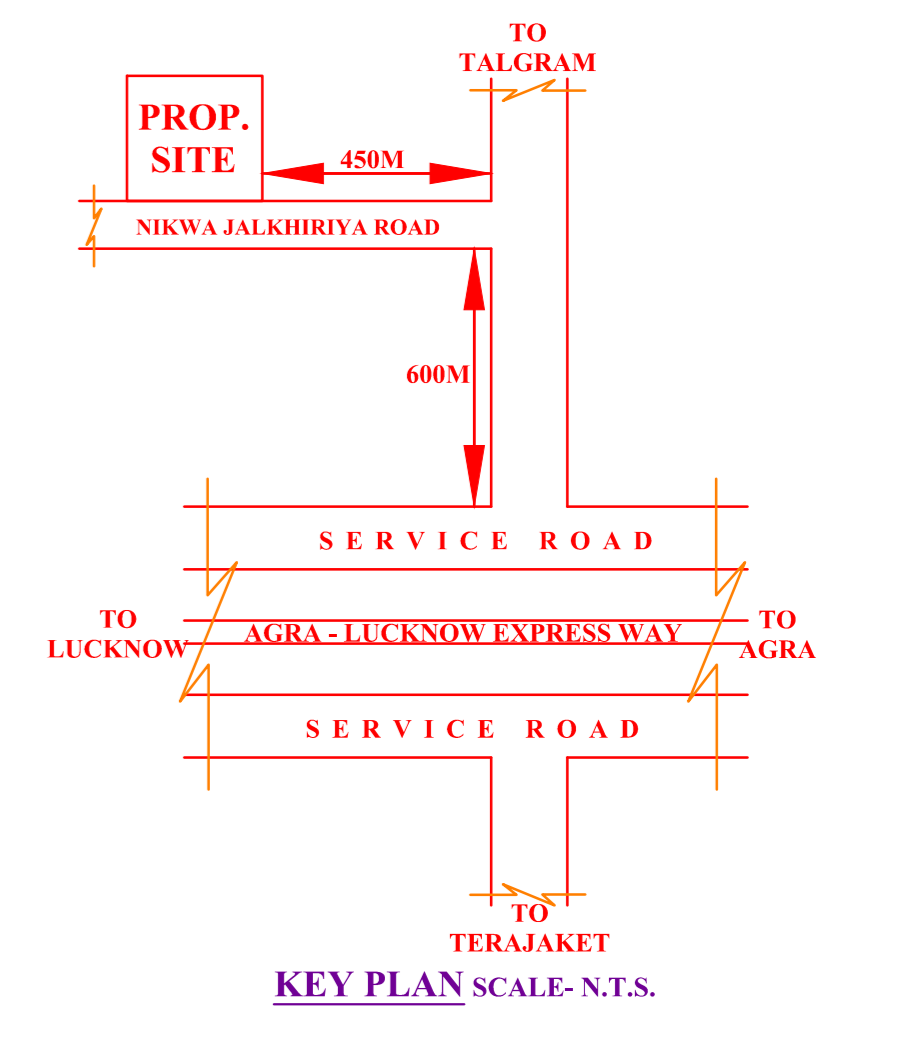 TO
TALGRAM
PROP.
SITE
450M
NIKWA JALKHIRIYA ROAD
600M
SERVICE ROAD
TO
LUCKNOW
AGRA - LUCKNOW EXPRESS WAY
TO
AGRA
SERVICE ROAD
TO
TERAJAKET
KEY PLAN SCALE- N.T.S.